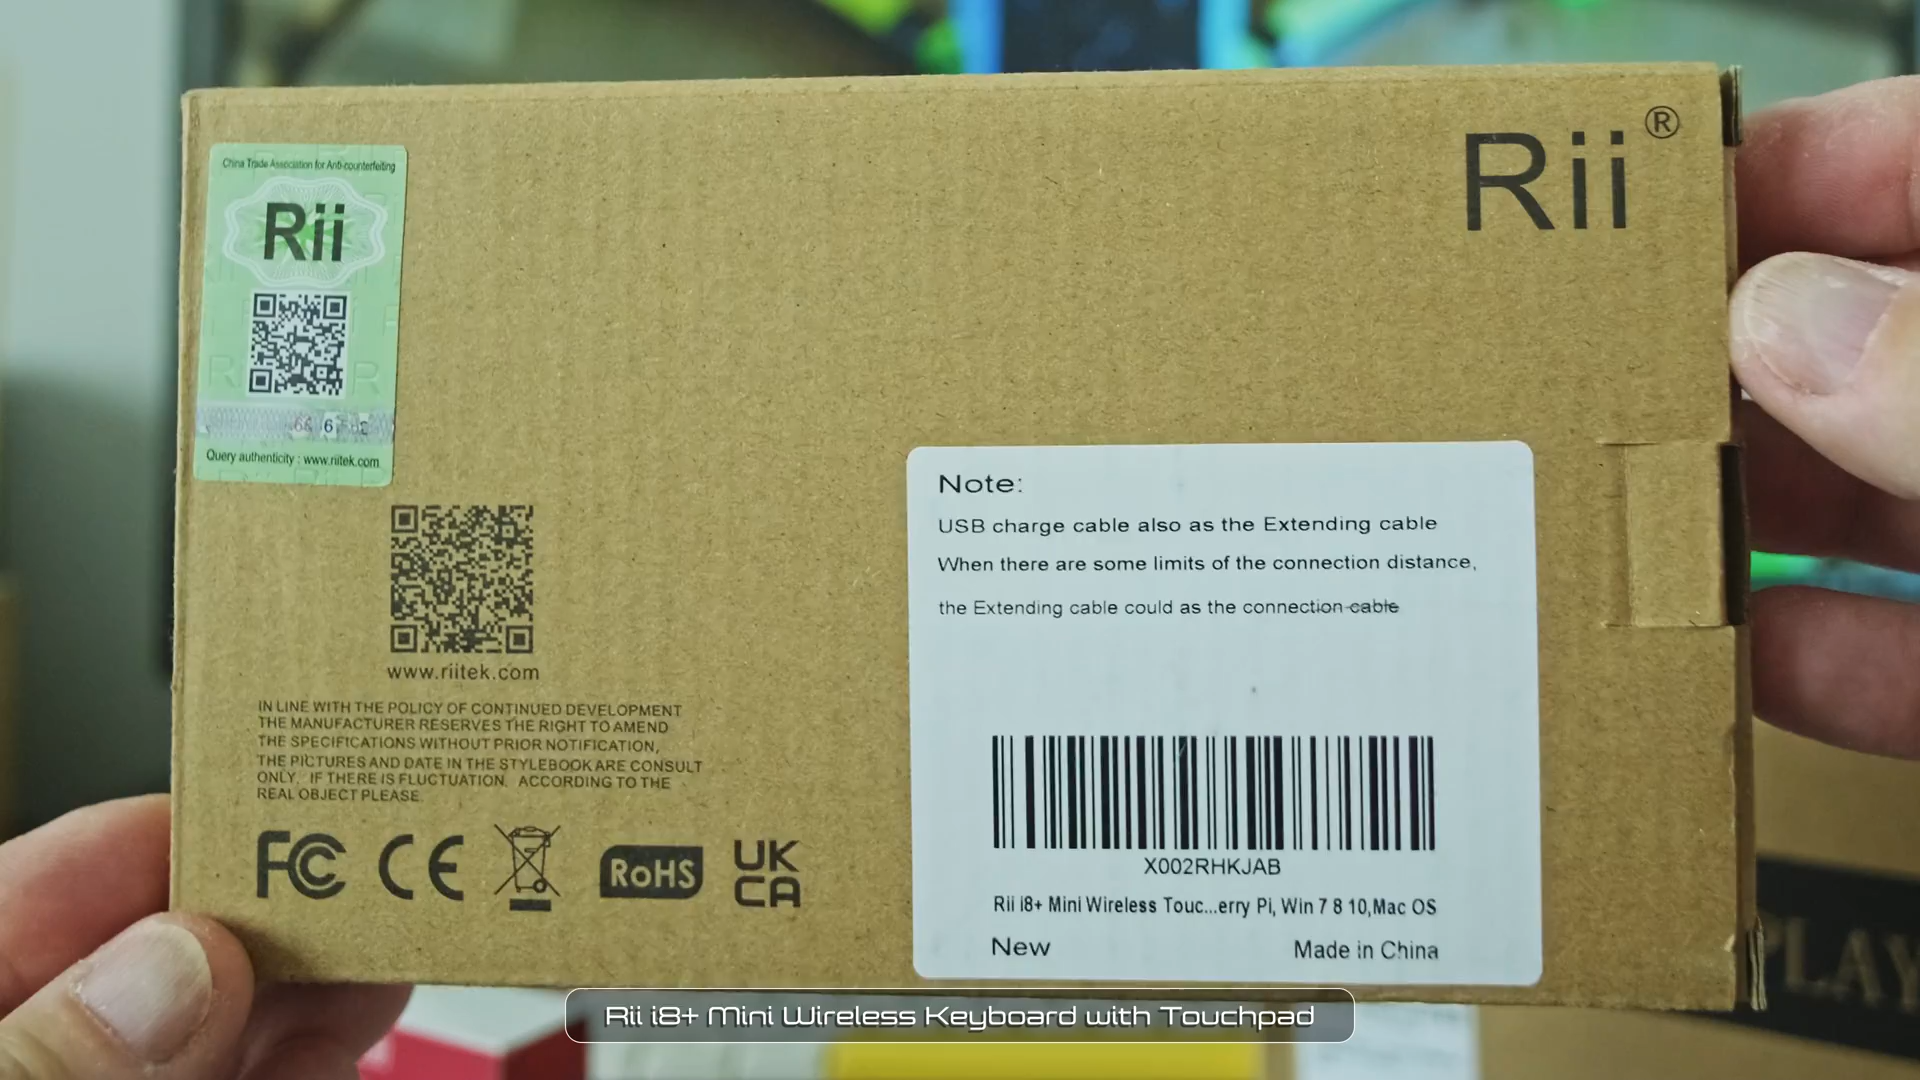 China Trade Association for Anti-counterfeiting
Rii
Query authenticity : www.riitek.com
Rii®
www.riitek.com
IN LINE WITH THE POLICY OF CONTINUED DEVELOPMENT
THE MANUFACTURER RESERVES THE RIGHT TO AMEND
THE SPECIFICATIONS WITHOUT PRIOR NOTIFICATION,
THE PICTURES AND DATE IN THE STYLEBOOK ARE CONSULT
ONLY, IF THERE IS FLUCTUATION. ACCORDING TO THE
REAL OBJECT PLEASE.
FC CE RoHS UK
CA
Note:
USB charge cable also as the Extending cable
When there are some limits of the connection distance,
the Extending cable could as the connection cable
X002RHKJAB
Rii i8+ Mini Wireless Touc...erry Pi, Win 7 8 10,Mac OS
New Made in China
PLAY
Rii i8+ Mini Wireless Keyboard with Touchpad